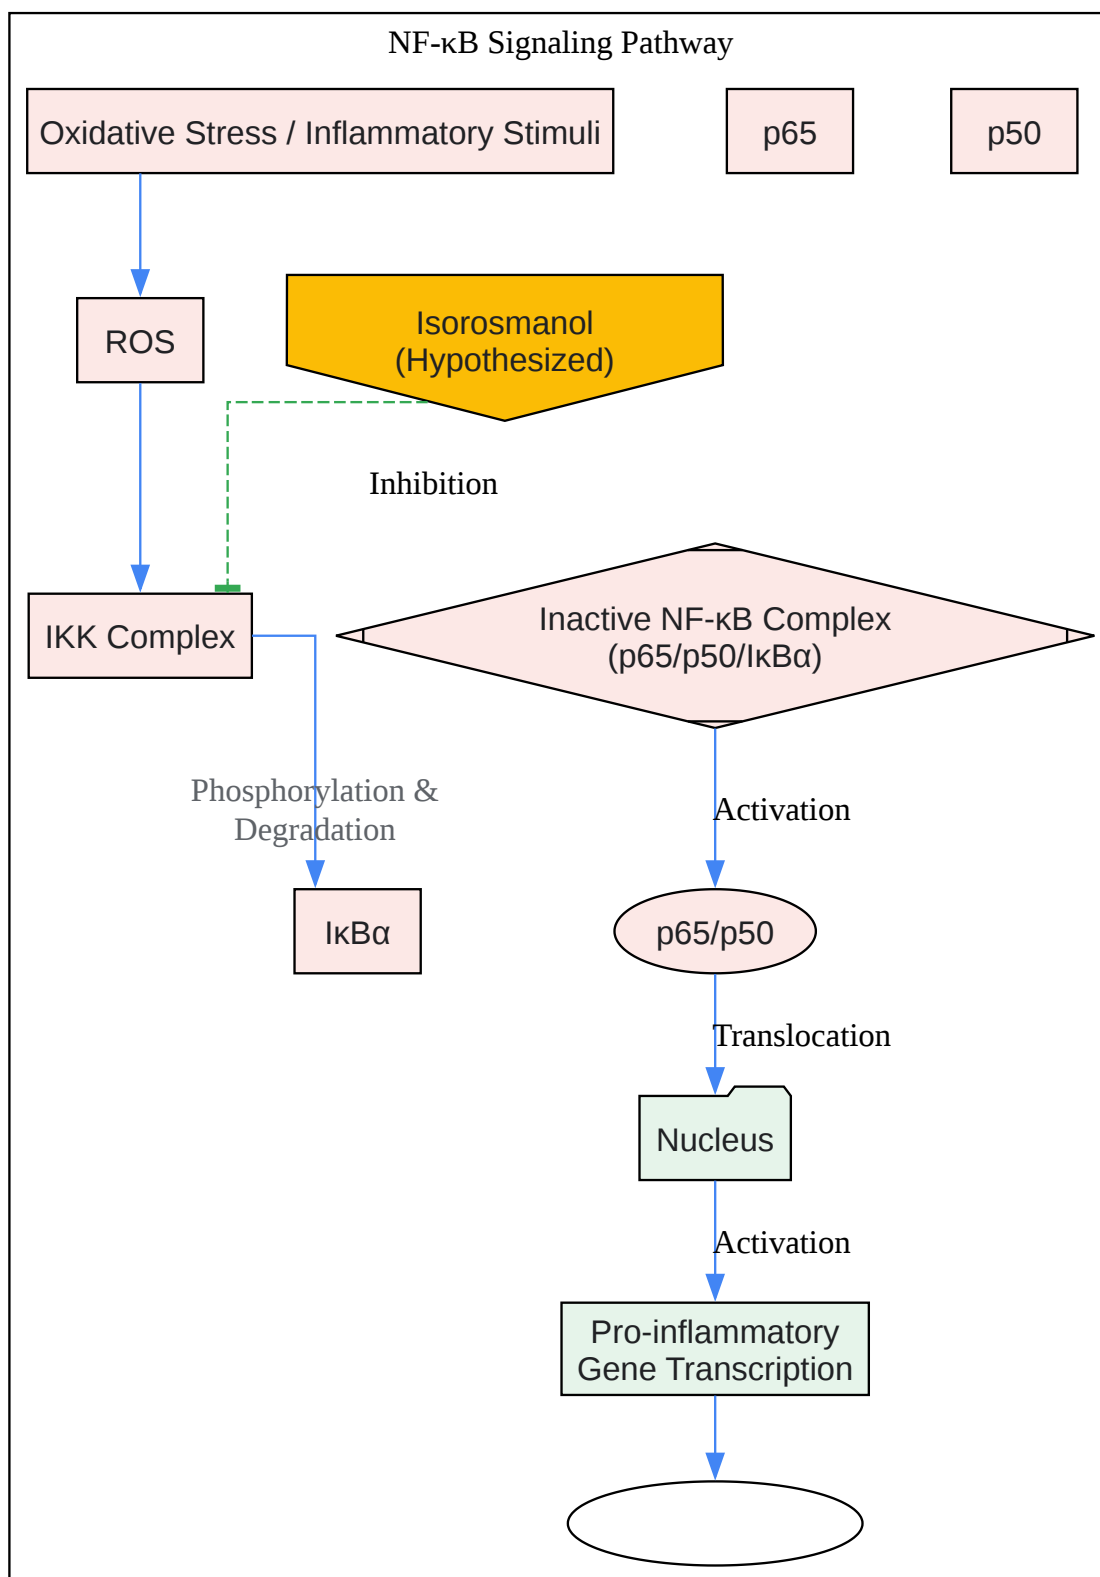 NF-κB Signaling Pathway
Oxidative Stress / Inflammatory Stimuli
p65
p50
ROS
Isorosmanol
(Hypothesized)
Inhibition
IKK Complex
Inactive NF-κB Complex
(p65/p50/IκBα)
Phosphorylation &
Degradation
Activation
IκBα
p65/p50
Translocation
Nucleus
Activation
Pro-inflammatory
Gene Transcription